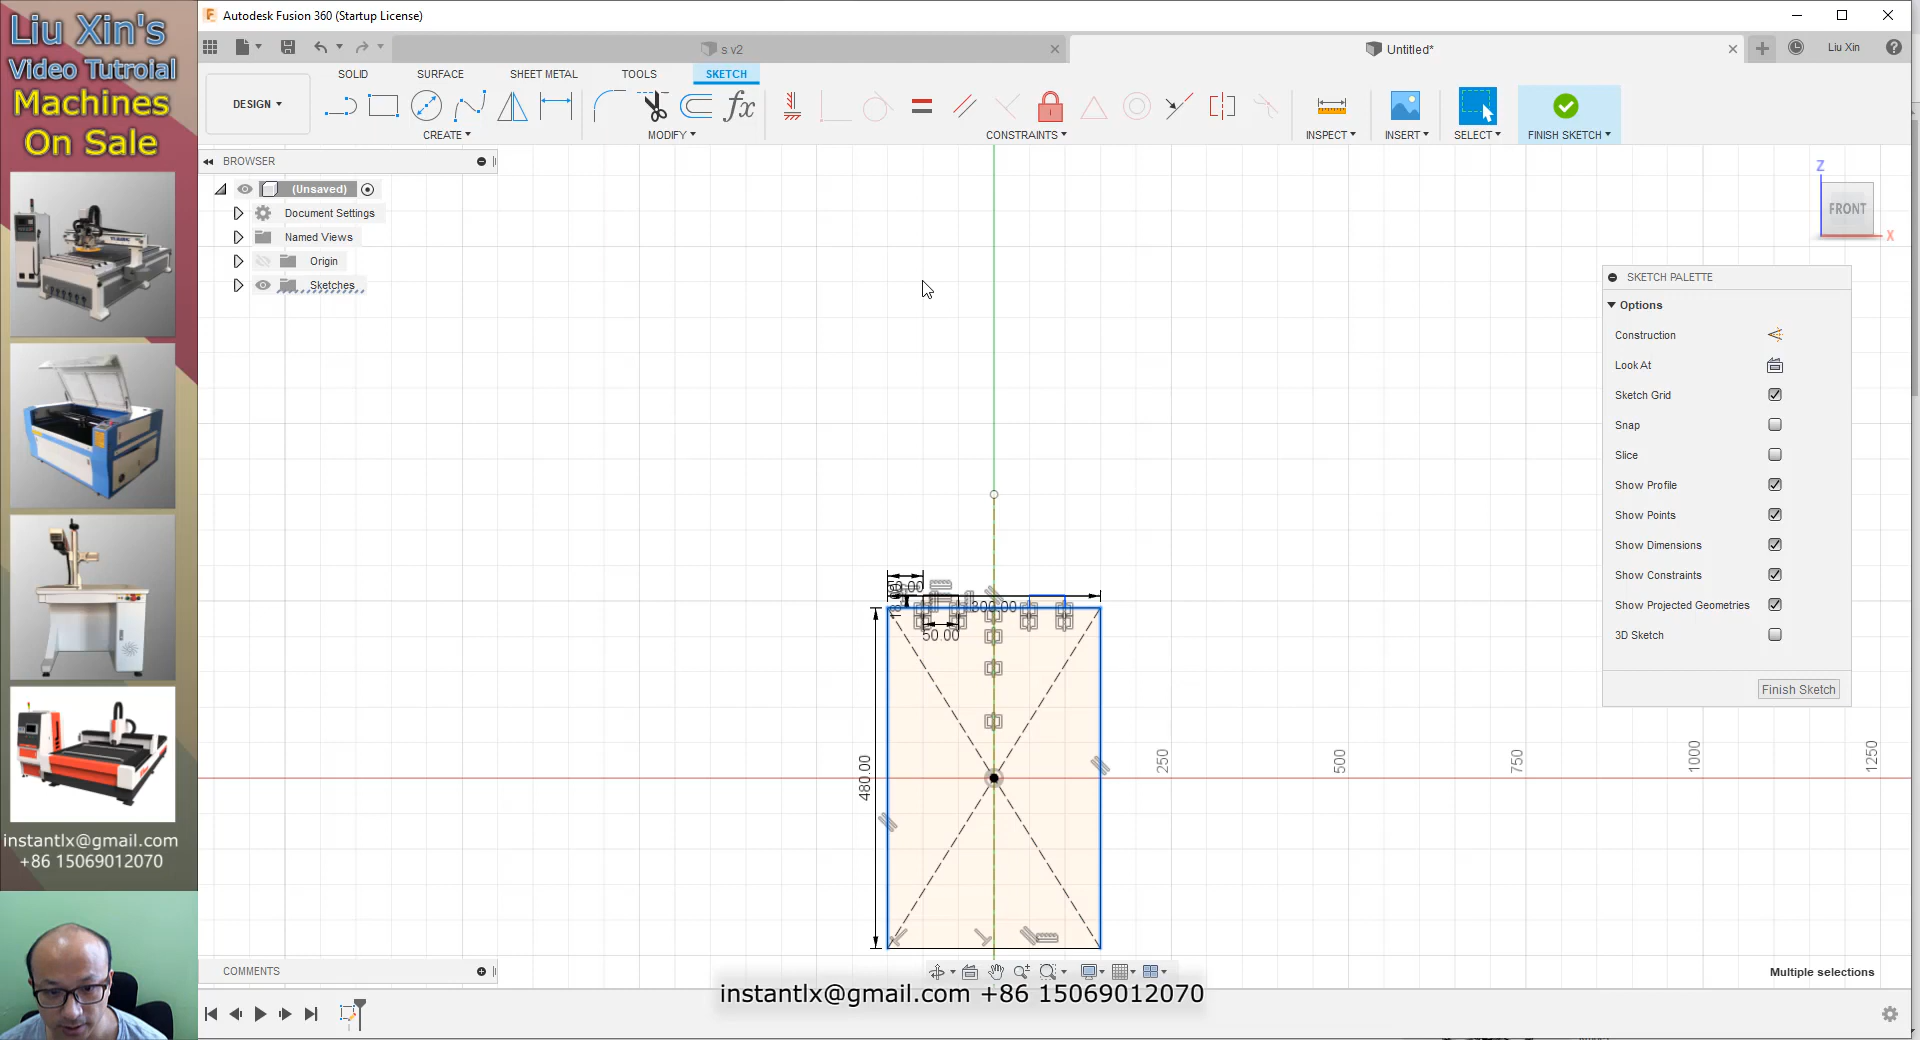 Liu Xin's
Video Tutroial
Machines
On Sale
instantlx@gmail.com
+86 15069012070
Autodesk Fusion 360 (Startup License)
s v2
Untitled*
Liu Xin
SOLID
SURFACE
SHEET METAL
TOOLS
SKETCH
DESIGN
CREATE
MODIFY
CONSTRAINTS
INSPECT
INSERT
SELECT
FINISH SKETCH
BROWSER
(Unsaved)
Document Settings
Named Views
Origin
Sketches
Z
FRONT
X
SKETCH PALETTE
Options
Construction
Look At
Sketch Grid
Snap
Slice
Show Profile
Show Points
Show Dimensions
Show Constraints
Show Projected Geometries
3D Sketch
Finish Sketch
300.00
50.00
480.00
250
500
750
1000
1250
COMMENTS
Multiple selections
instantlx@gmail.com +86 15069012070